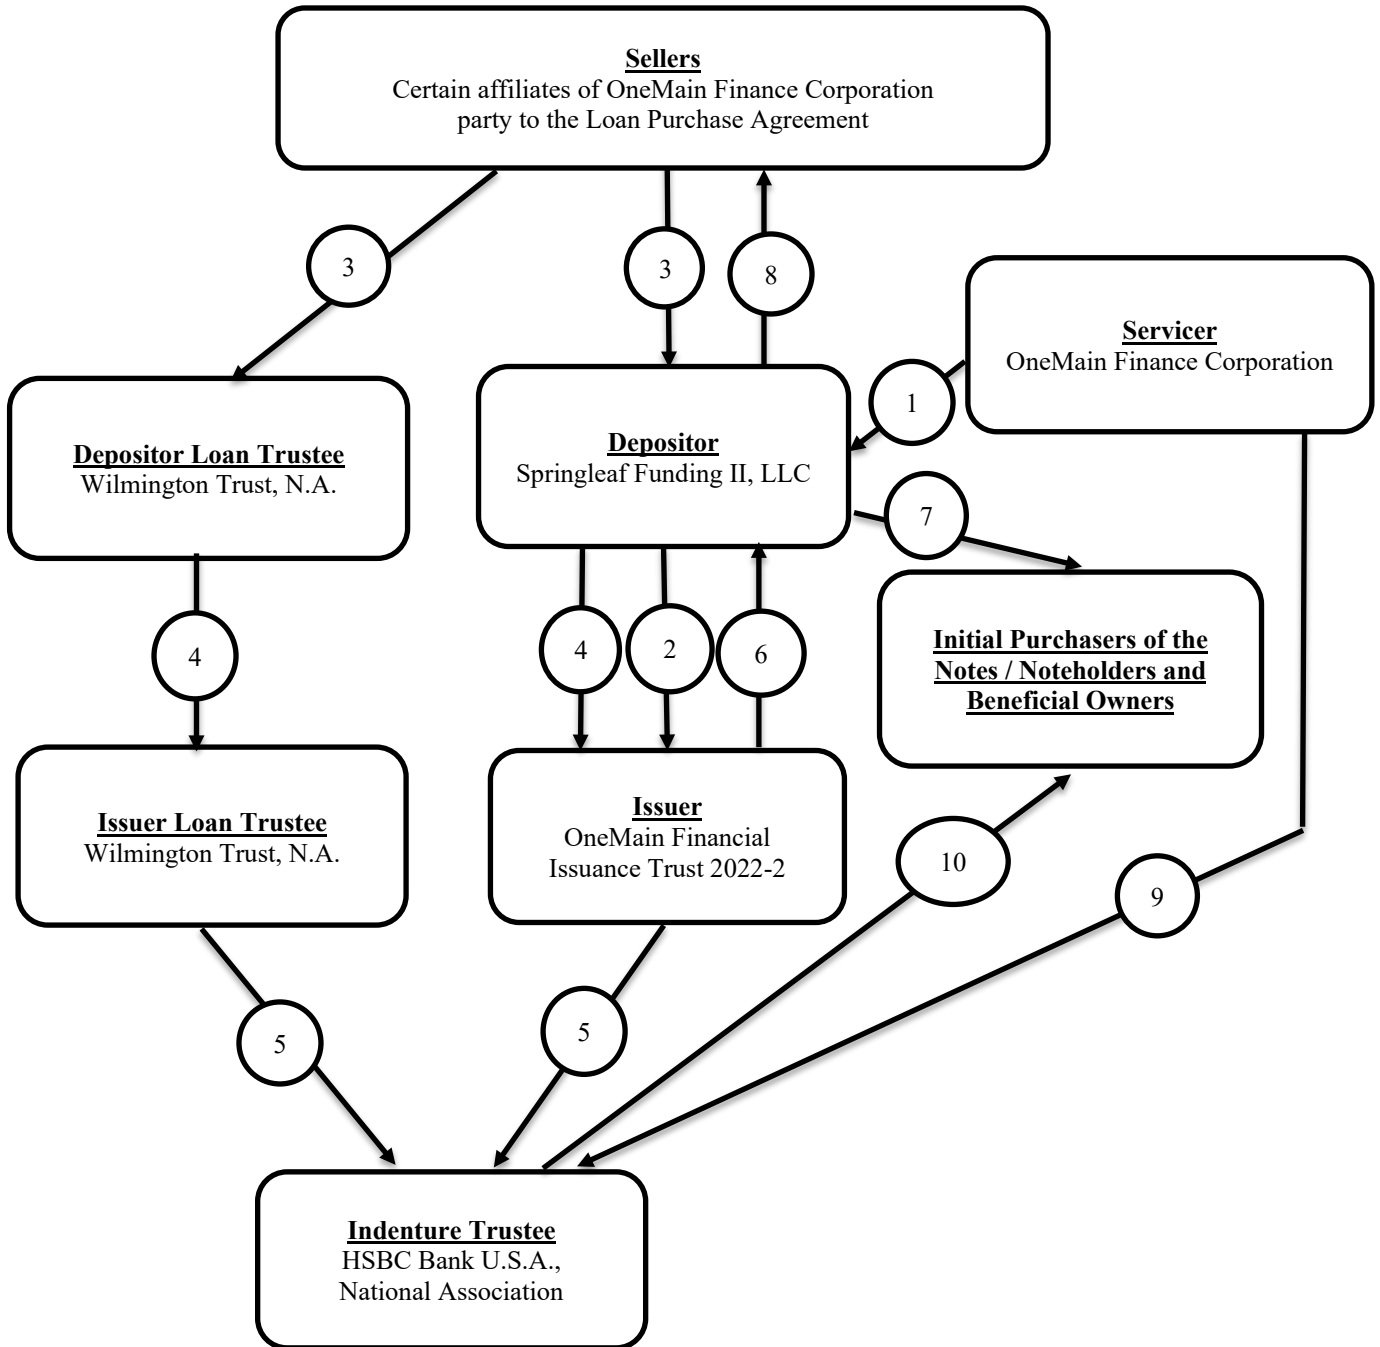 Sellers
Certain affiliates of OneMain Finance Corporation
party to the Loan Purchase Agreement
3
3
8
Servicer
OneMain Finance Corporation
1
Depositor Loan Trustee
Wilmington Trust, N.A.
Depositor
Springleaf Funding II, LLC
7
4
4
2
6
Initial Purchasers of the
Notes / Noteholders and
Beneficial Owners
Issuer Loan Trustee
Wilmington Trust, N.A.
Issuer
OneMain Financial
Issuance Trust 2022-2
10
9
5
5
Indenture Trustee
HSBC Bank U.S.A.,
National Association